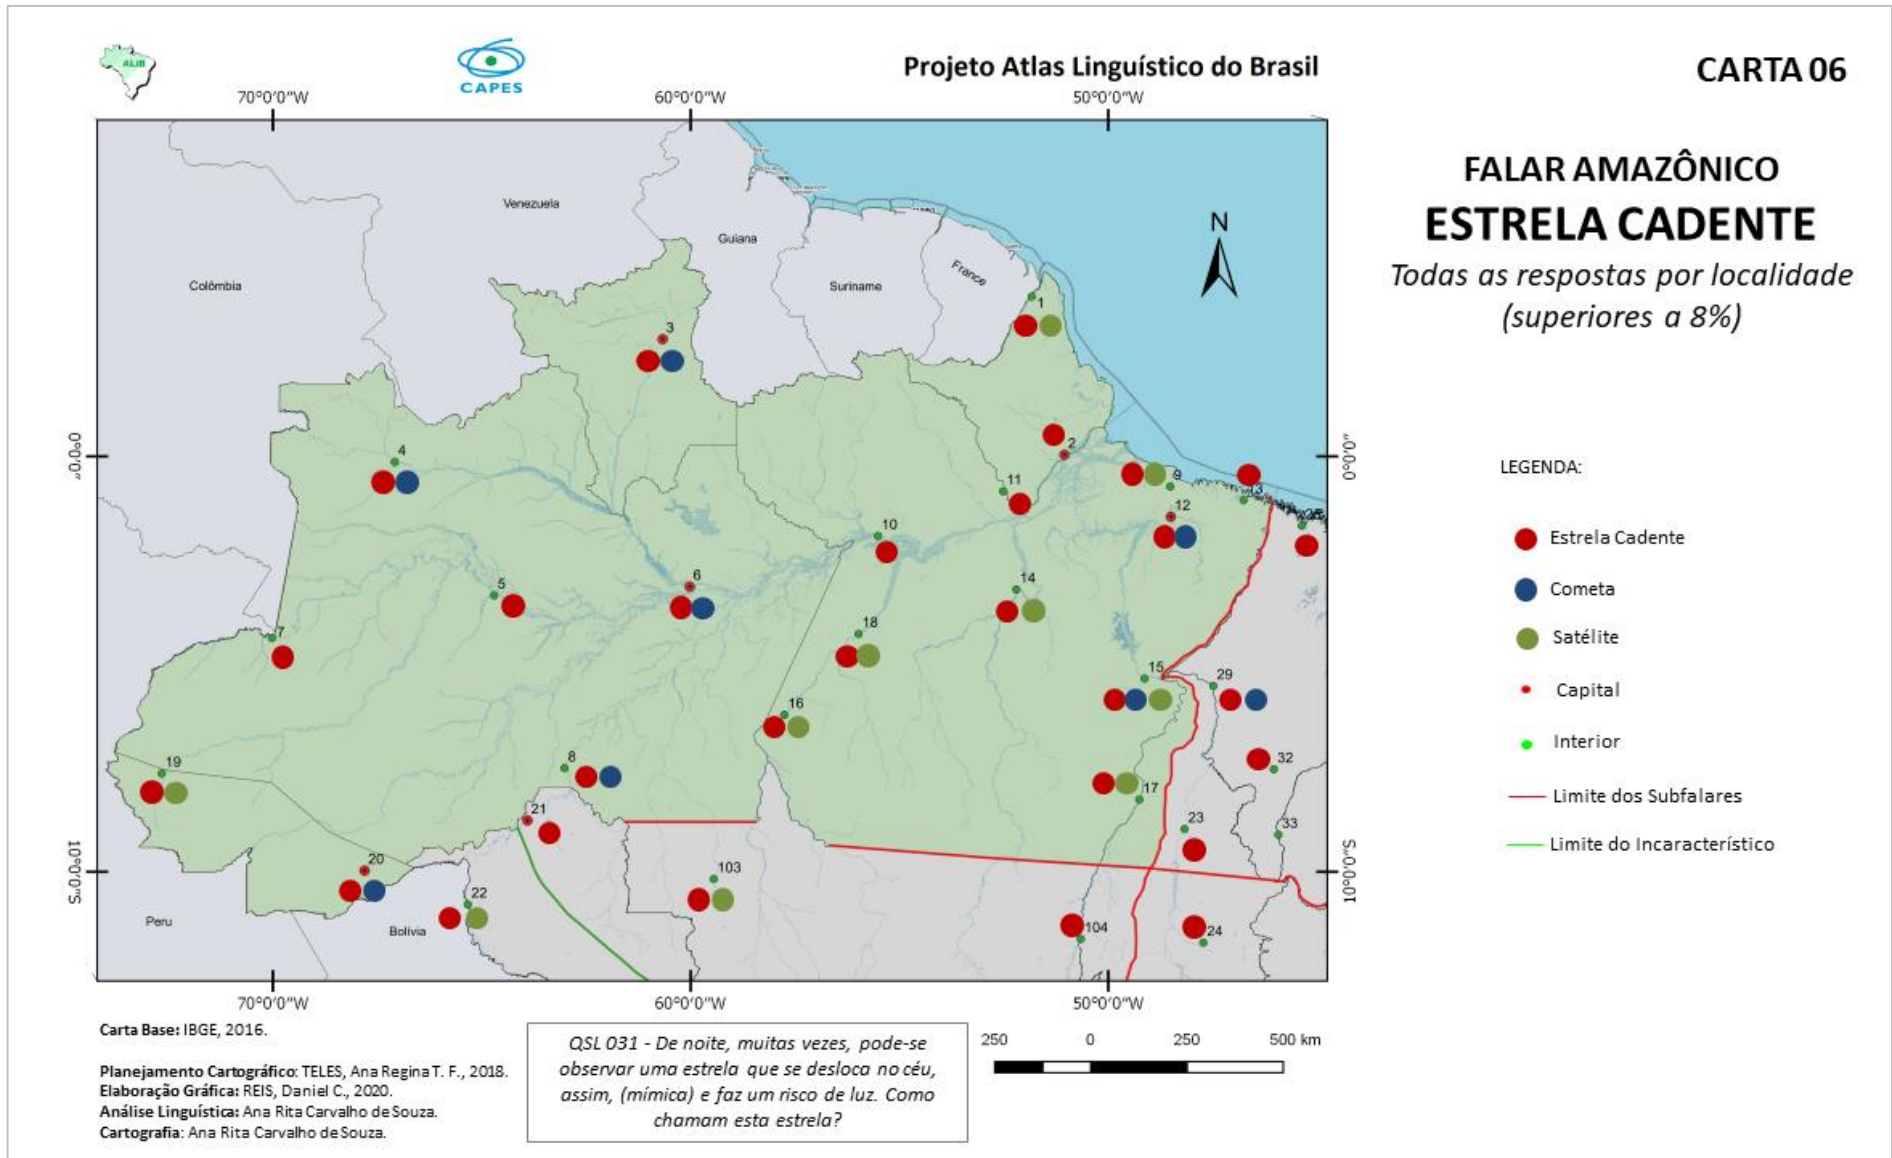 ALiB
CAPES
Projeto Atlas Linguístico do Brasil
CARTA 06
70°0'0"W
60°0'0"W
50°0'0"W
FALAR AMAZÔNICO
ESTRELA CADENTE
Todas as respostas por localidade
(superiores a 8%)
Venezuela
Guiana
Colômbia
Suriname
France
N
1
3
4
2
0°0'0"
11
9
13
12
10
6
5
14
7
18
15
29
16
8
32
19
17
21
23
33
20
103
22
10°0'0"S
10°0'0"S
Peru
Bolívia
104
24
LEGENDA:
Estrela Cadente
Cometa
Satélite
Capital
Interior
Limite dos Subfalares
Limite do Incaracterístico
70°0'0"W
60°0'0"W
50°0'0"W
Carta Base: IBGE, 2016.
Planejamento Cartográfico: TELES, Ana Regina T. F., 2018.
Elaboração Gráfica: REIS, Daniel C., 2020.
Análise Linguística: Ana Rita Carvalho de Souza.
Cartografia: Ana Rita Carvalho de Souza.
QSL 031 - De noite, muitas vezes, pode-se
observar uma estrela que se desloca no céu,
assim, (mímica) e faz um risco de luz. Como
chamam esta estrela?
250 0 250 500 km